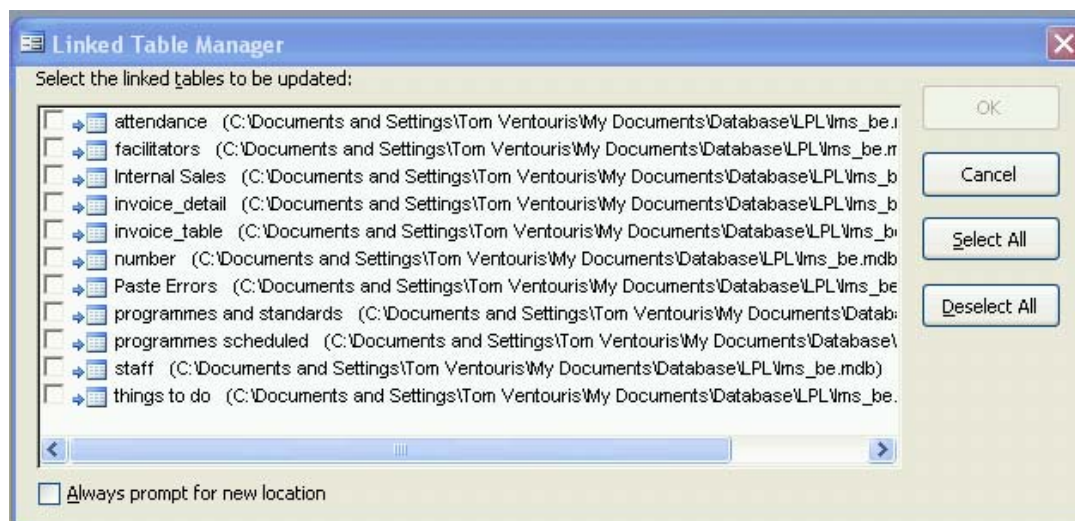 Linked Table Manager
Select the linked tables to be updated:
attendance (C:\Documents and Settings\Tom Ventouris\My Documents\Database\LPL\lms_be.
facilitators (C:\Documents and Settings\Tom Ventouris\My Documents\Database\LPL\lms_be.
Internal Sales (C:\Documents and Settings\Tom Ventouris\My Documents\Database\LPL\lms_b
invoice_detail (C:\Documents and Settings\Tom Ventouris\My Documents\Database\LPL\lms_b
invoice_table (C:\Documents and Settings\Tom Ventouris\My Documents\Database\LPL\lms_b
number (C:\Documents and Settings\Tom Ventouris\My Documents\Database\LPL\lms_be.mdb
Paste Errors (C:\Documents and Settings\Tom Ventouris\My Documents\Database\LPL\lms_be
programmes and standards (C:\Documents and Settings\Tom Ventouris\My Documents\Datab
programmes scheduled (C:\Documents and Settings\Tom Ventouris\My Documents\Database\
staff (C:\Documents and Settings\Tom Ventouris\My Documents\Database\LPL\lms_be.mdb)
things to do (C:\Documents and Settings\Tom Ventouris\My Documents\Database\LPL\lms_be.
Always prompt for new location
OK
Cancel
Select All
Deselect All